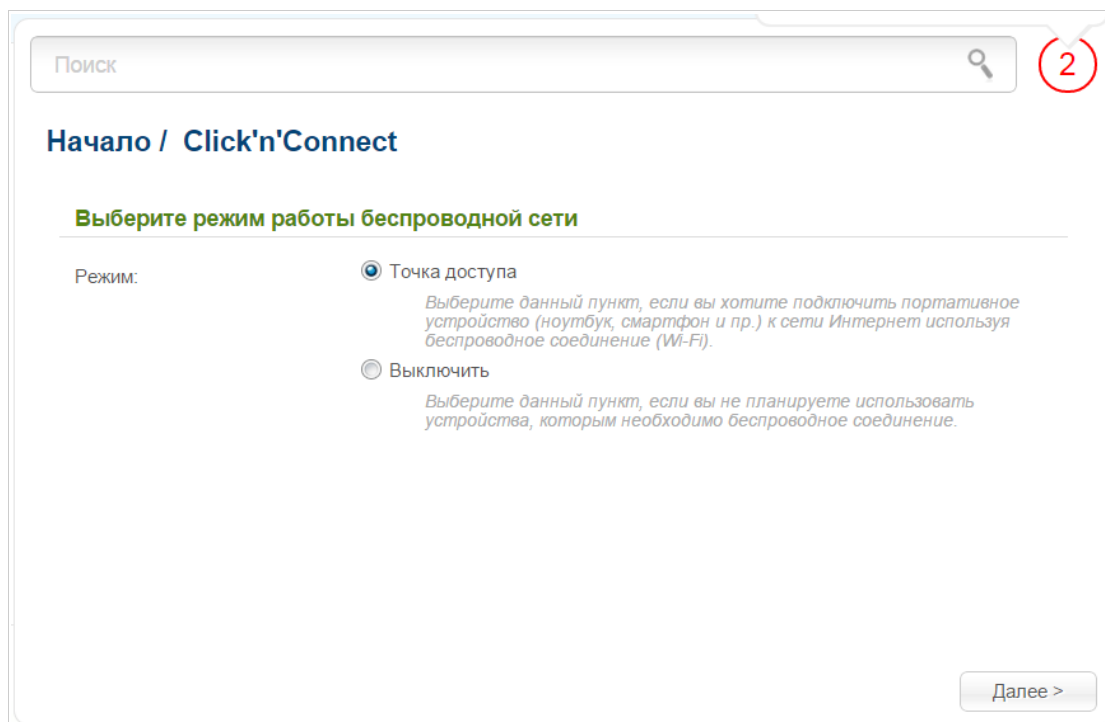 Поиск
2
Начало / Click'n'Connect
Выберите режим работы беспроводной сети
Режим:
Точка доступа
Выберите данный пункт, если вы хотите подключить портативное
устройство (ноутбук, смартфон и пр.) к сети Интернет используя
беспроводное соединение (Wi-Fi).
Выключить
Выберите данный пункт, если вы не планируете использовать
устройства, которым необходимо беспроводное соединение.
Далее >